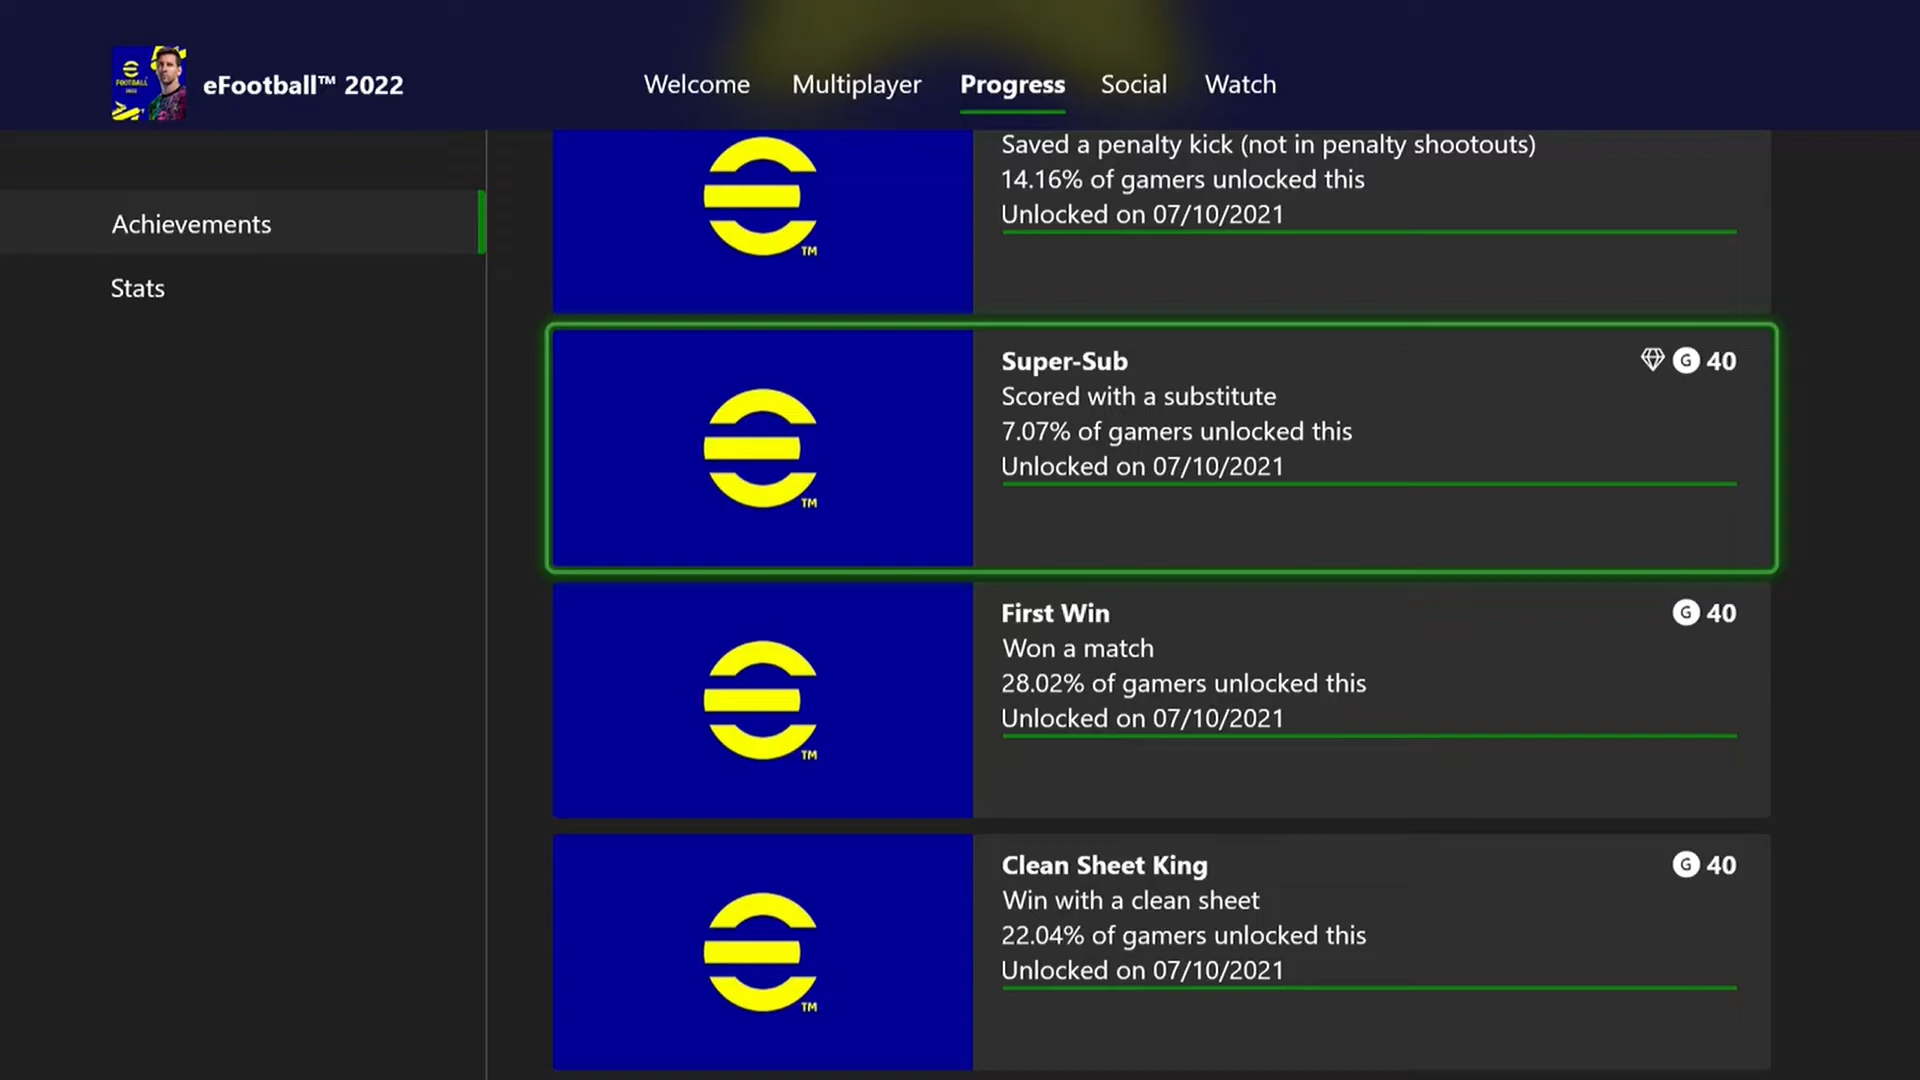 eFootball™ 2022
Welcome
Multiplayer
Progress
Social
Watch
Achievements
Stats
Saved a penalty kick (not in penalty shootouts)
14.16% of gamers unlocked this
Unlocked on 07/10/2021
TM
Super-Sub
G 40
Scored with a substitute
7.07% of gamers unlocked this
Unlocked on 07/10/2021
TM
First Win
G 40
Won a match
28.02% of gamers unlocked this
Unlocked on 07/10/2021
TM
Clean Sheet King
G 40
Win with a clean sheet
22.04% of gamers unlocked this
Unlocked on 07/10/2021
TM